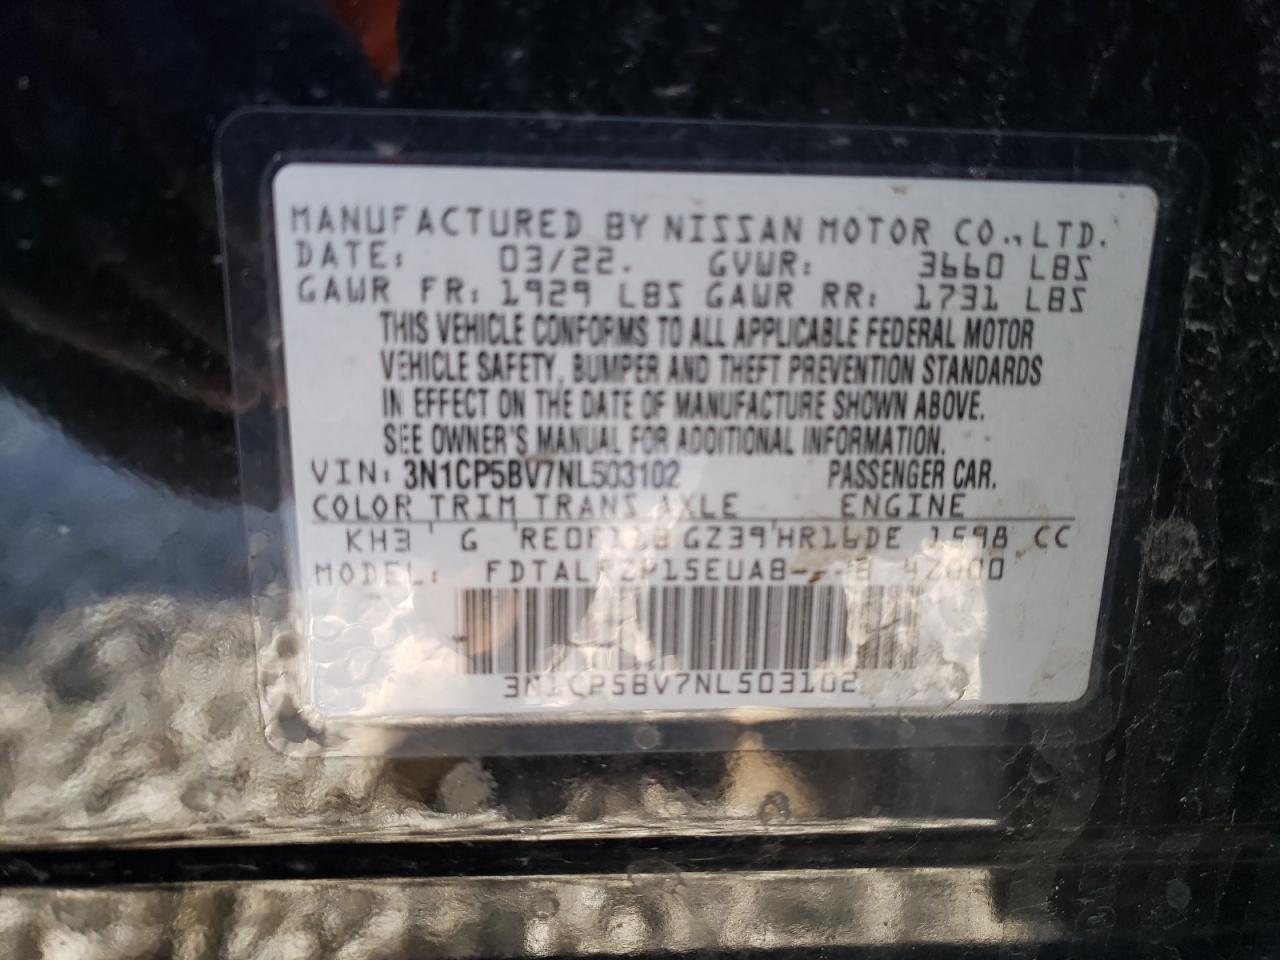 MANUFACTURED BY NISSAN MOTOR CO., LTD.
DATE: 03/22. GVWR: 3660 LBS
GAWR FR: 1929 LBS GAWR RR: 1731 LBS
THIS VEHICLE CONFORMS TO ALL APPLICABLE FEDERAL MOTOR
VEHICLE SAFETY, BUMPER AND THEFT PREVENTION STANDARDS
IN EFFECT ON THE DATE OF MANUFACTURE SHOWN ABOVE.
SEE OWNER'S MANUAL FOR ADDITIONAL INFORMATION.
VIN: 3N1CP5BV7NL503102 PASSENGER CAR.
COLOR TRIM TRANS AXLE ENGINE
KH3 G GZ39 HR16DE 1598 CC
MODEL:
3N1CP5BV7NL503102